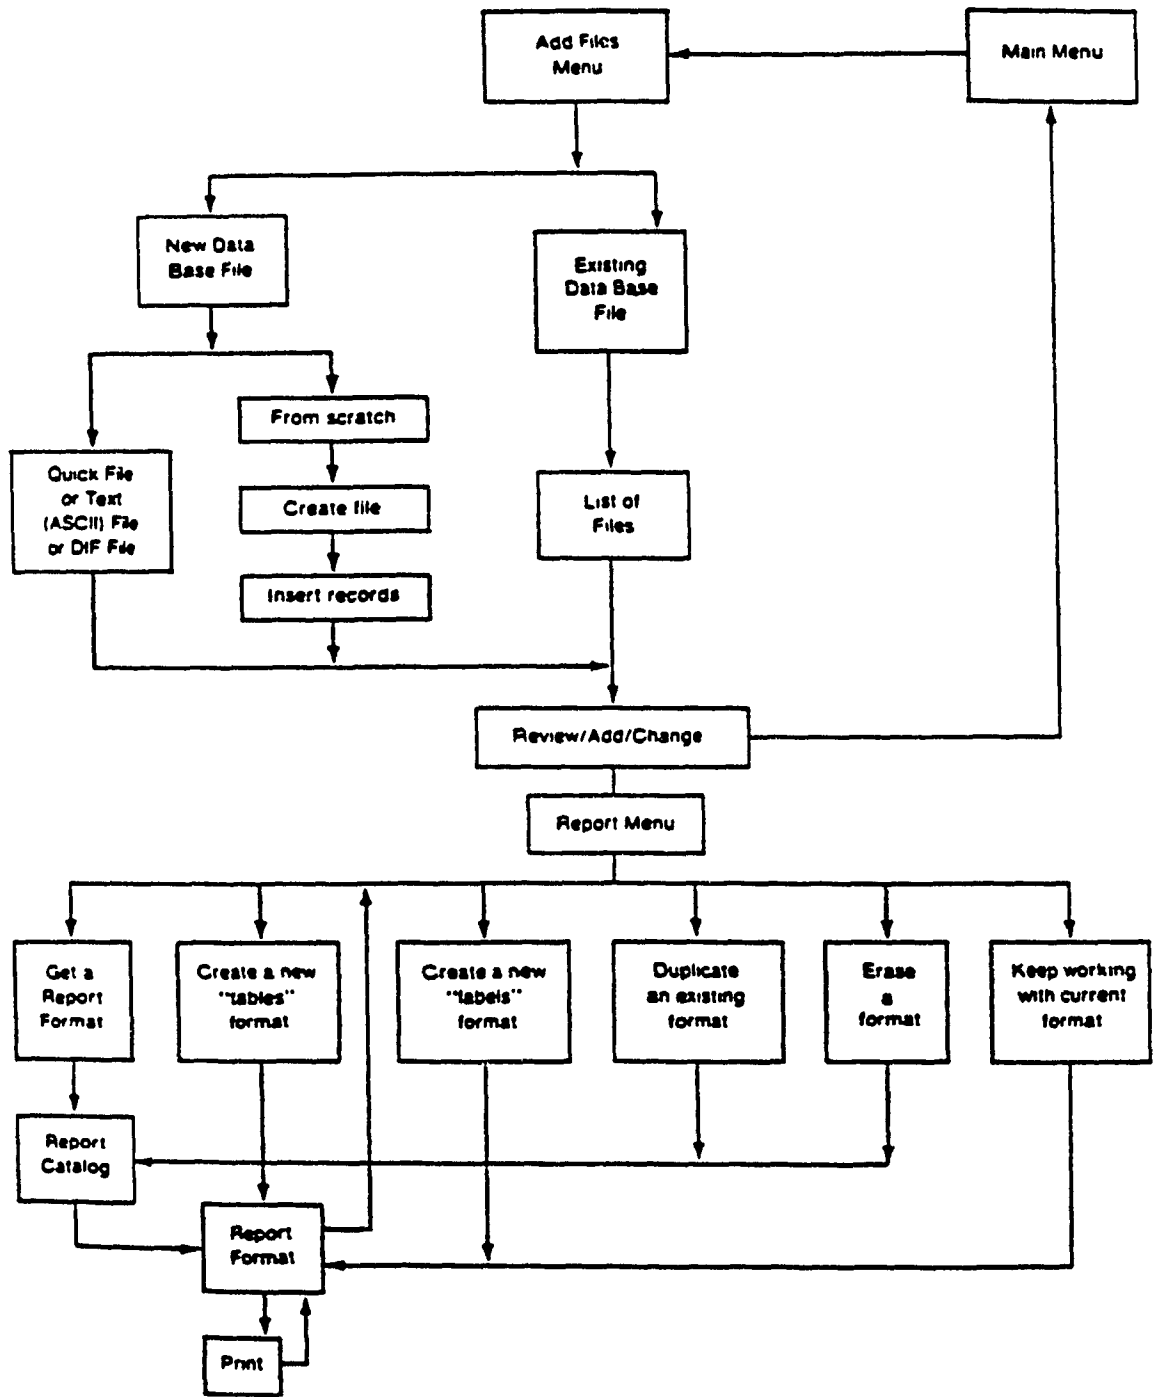 Add Files
Menu
Main Menu
New Data
Base File
Existing
Data Base
File
From scratch
Quick File
or Text
(ASCII) File
or DIF File
Create file
List of
Files
Insert records
Review/Add/Change
Report Menu
Get a
Report
Format
Create a new
"tables"
format
Create a new
"labels"
format
Duplicate
an existing
format
Erase
a
format
Keep working
with current
format
Report
Catalog
Report
Format
Print